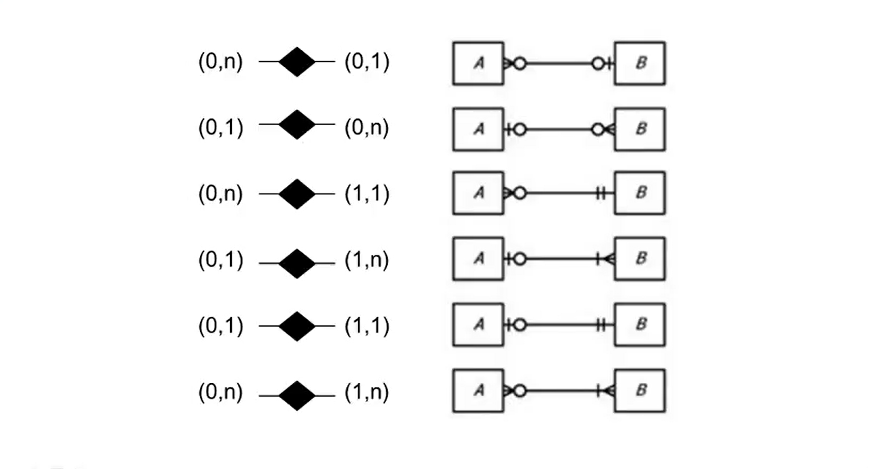 (0,n) (0,1) A B
(0,1) (0,n) A B
(0,n) (1,1) A B
(0,1) (1,n) A B
(0,1) (1,1) A B
(0,n) (1,n) A B